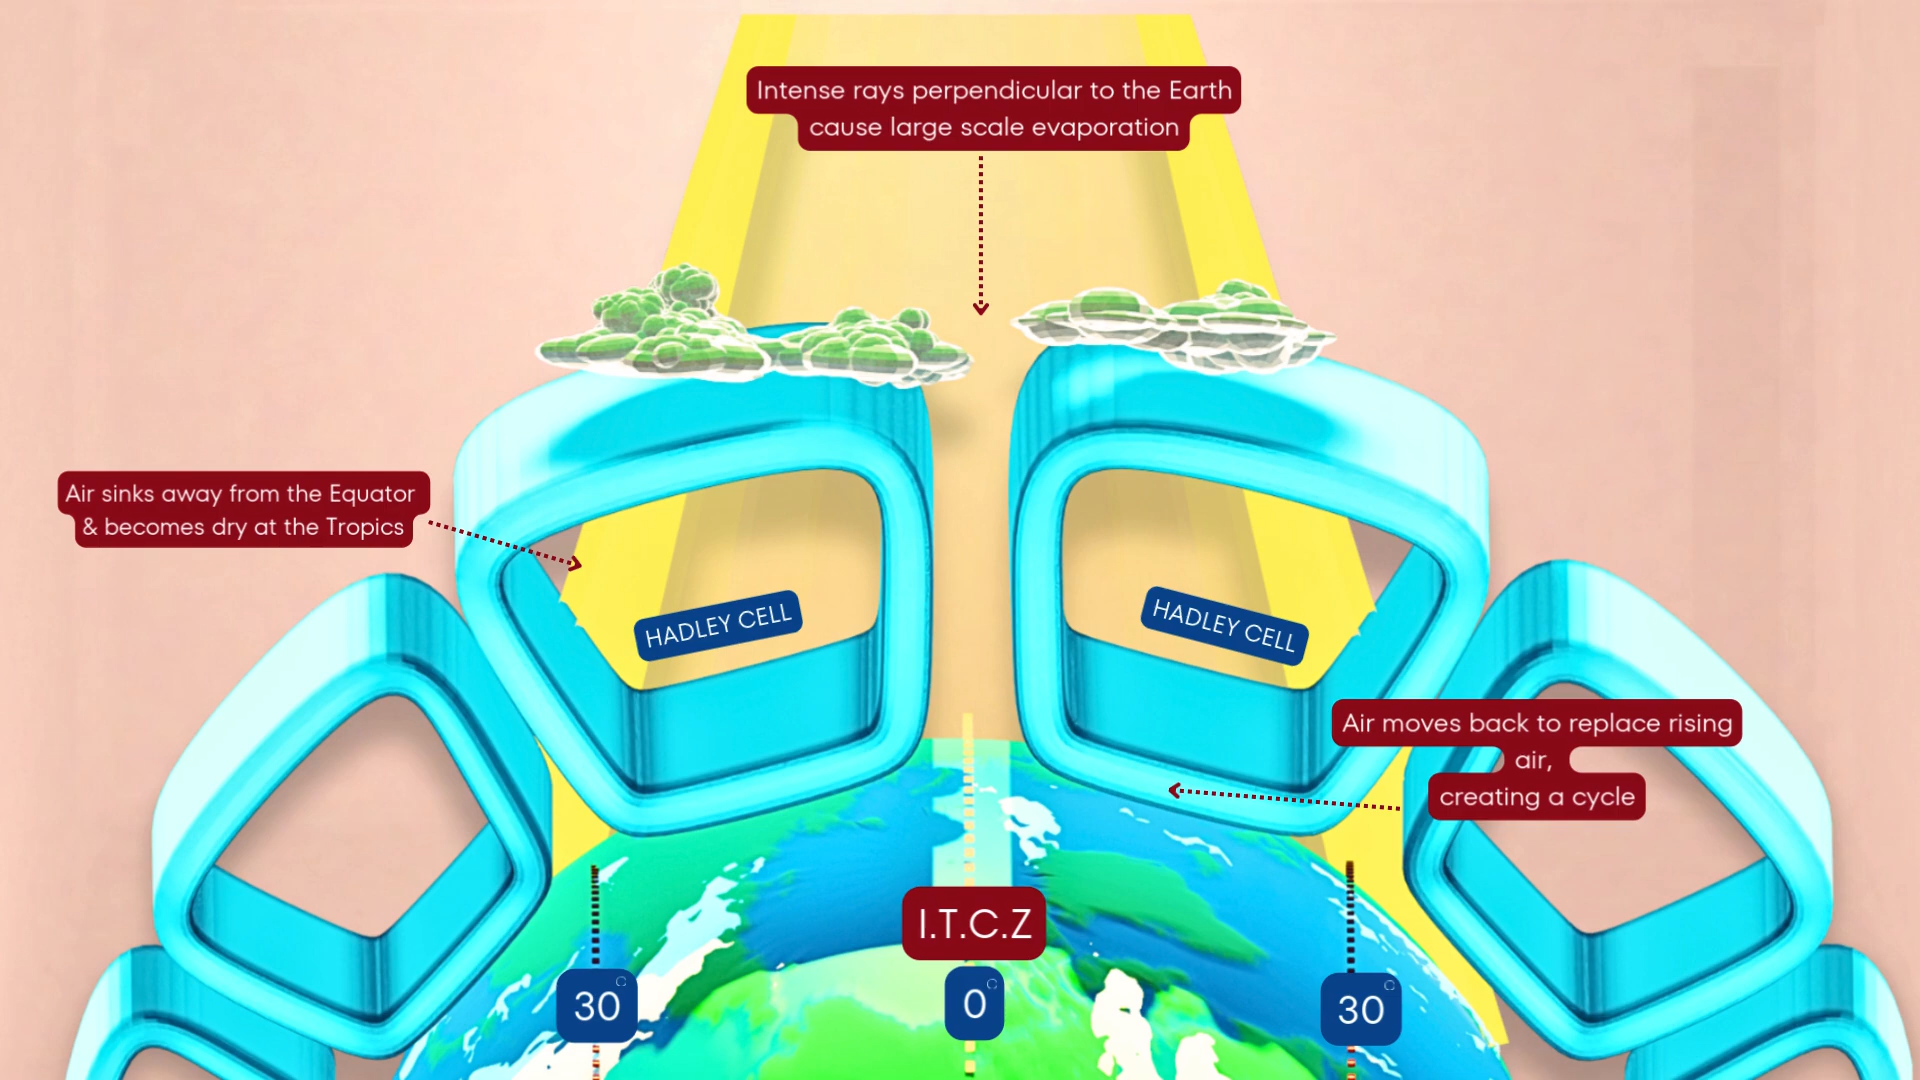 Intense rays perpendicular to the Earth
cause large scale evaporation
Air sinks away from the Equator
& becomes dry at the Tropics
HADLEY CELL
HADLEY CELL
Air moves back to replace rising
air,
creating a cycle
I.T.C.Z
30°
0°
30°